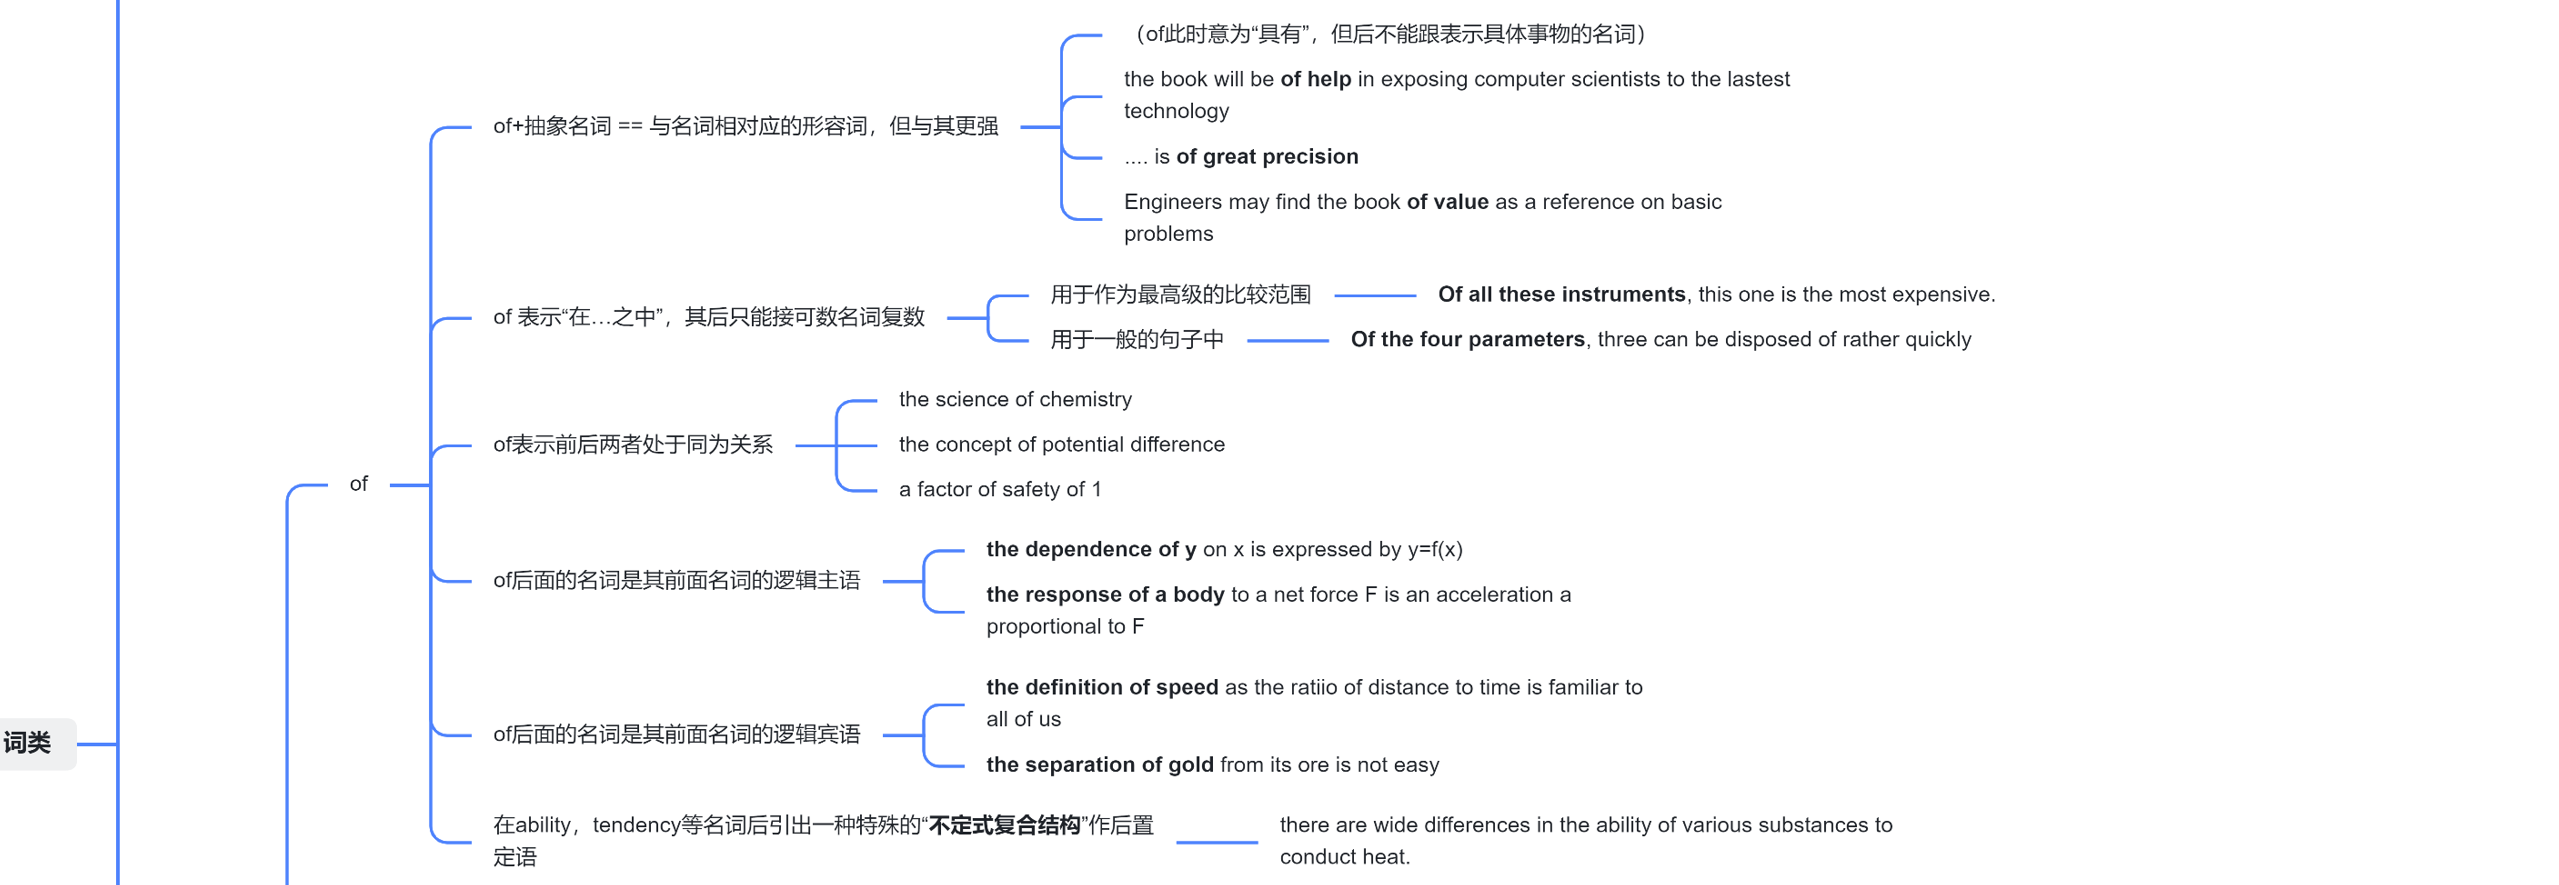 （of此时意为“具有”，但后不能跟表示具体事物的名词）
the book will be of help in exposing computer scientists to the lastest
technology
of+抽象名词 == 与名词相对应的形容词，但与其更强
.... is of great precision
Engineers may find the book of value as a reference on basic
problems
of 表示“在…之中”，其后只能接可数名词复数
用于作为最高级的比较范围
Of all these instruments, this one is the most expensive.
用于一般的句子中
Of the four parameters, three can be disposed of rather quickly
of表示前后两者处于同为关系
the science of chemistry
the concept of potential difference
a factor of safety of 1
of
of后面的名词是其前面名词的逻辑主语
the dependence of y on x is expressed by y=f(x)
the response of a body to a net force F is an acceleration a
proportional to F
of后面的名词是其前面名词的逻辑宾语
the definition of speed as the ratiio of distance to time is familiar to
all of us
the separation of gold from its ore is not easy
词类
在ability，tendency等名词后引出一种特殊的“不定式复合结构”作后置
定语
there are wide differences in the ability of various substances to
conduct heat.